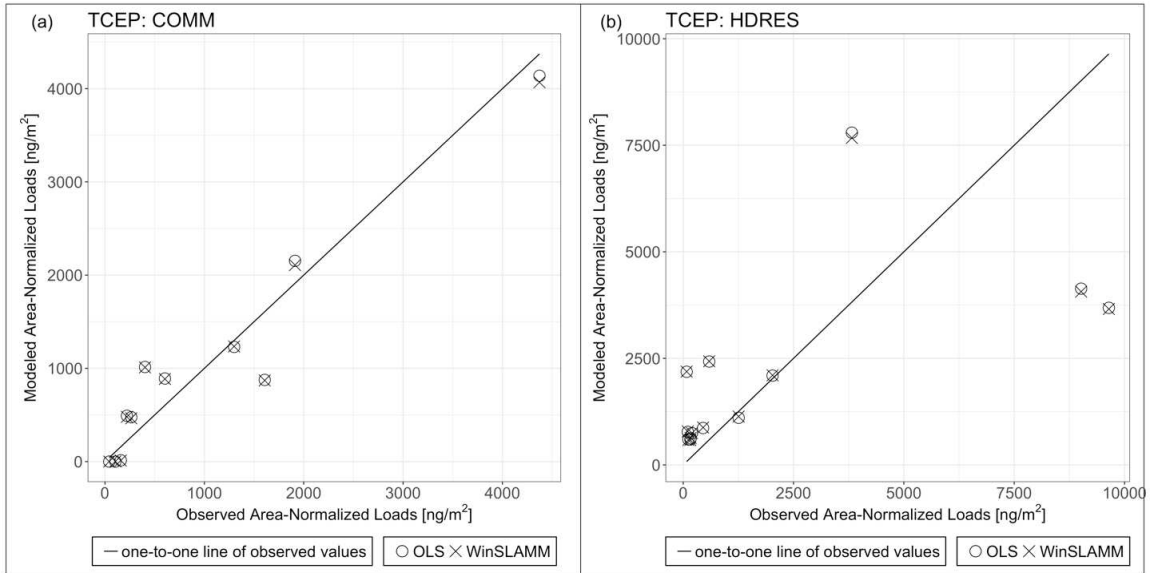 (a) TCEP: COMM
Modeled Area-Normalized Loads [ng/m²]
4000
3000
2000
1000
0
0 1000 2000 3000 4000
Observed Area-Normalized Loads [ng/m²]
one-to-one line of observed values
OLS WinSLAMM
(b) TCEP: HDRES
Modeled Area-Normalized Loads [ng/m²]
10000
7500
5000
2500
0
0 2500 5000 7500 10000
Observed Area-Normalized Loads [ng/m²]
one-to-one line of observed values
OLS WinSLAMM